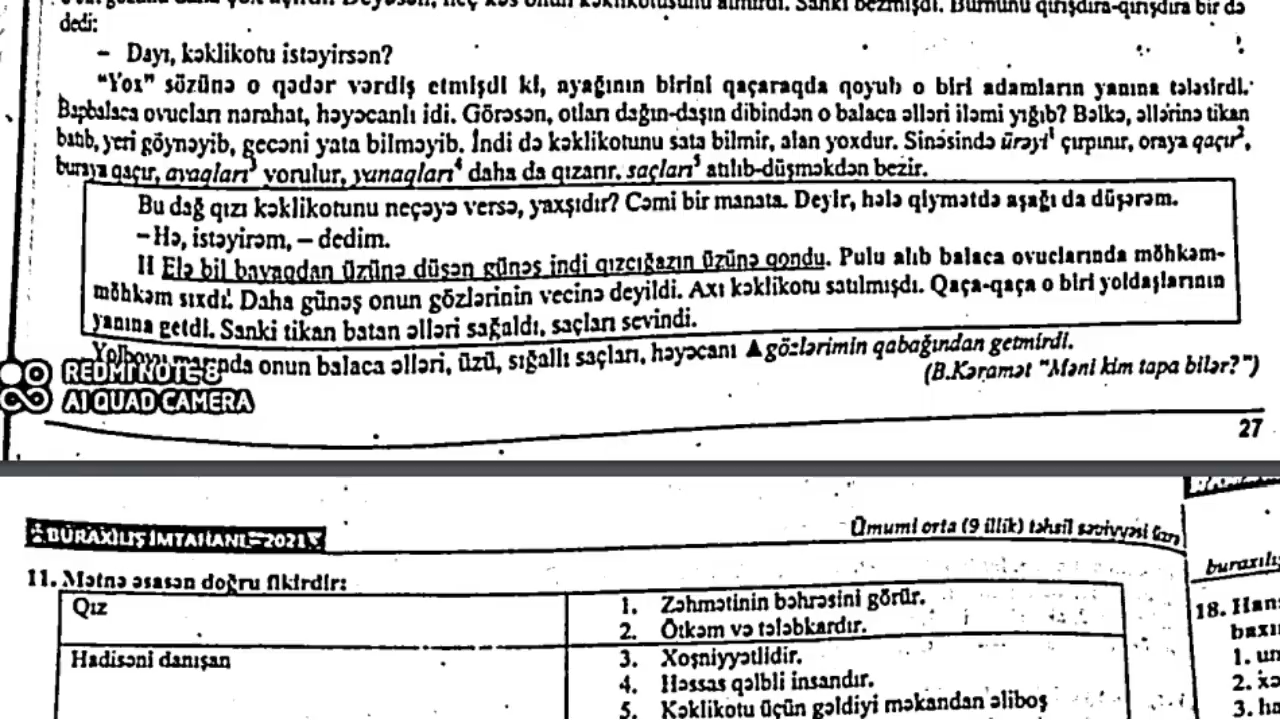 dedi:
– Dayı, kəklikotu istəyirsən?
"Yox" sözünə o qədər vərdiş etmişdi ki, ayağının birini qaçaraqda qoyub o biri adamların yanına tələsirdi.
Bapbalaca ovucları narahat, həyəcanlı idi. Görəsən, otları dağın-daşın dibindən o balaca əlləri iləmi yığıb? Bəlkə, əllərinə tikan
batıb, yeri göynəyib, gecəni yata bilməyib. İndi də kəklikotunu sata bilmir, alan yoxdur. Sinəsində ürəyi¹ çırpınır, oraya qaçır²,
buraya qaçır, ayaqları³ yorulur, yanaqları⁴ daha da qızarır, saçları⁵ atılıb-düşməkdən bezir.
Bu dağ qızı kəklikotunu neçəyə versə, yaxşıdır? Cəmi bir manata. Deyir, hələ qiymətdə aşağı da düşərəm.
– Hə, istəyirəm, – dedim.
II Elə bil bayaqdan üzünə düşən günəş indi qızcığazın üzünə qondu. Pulu alıb balaca ovuclarında möhkəm-
möhkəm sıxdı. Daha günəş onun gözlərinin vecinə deyildi. Axı kəklikotu satılmışdı. Qaça-qaça o biri yoldaşlarının
yanına getdi. Sanki tikan batan əlləri sağaldı, saçları sevindi.
onun balaca əlləri, üzü, sığallı saçları, həyəcanı ▲ gözlərimin qabağından getmirdi.
(B.Kəramət "Məni kim tapa bilər?")
REDMI NOTE 8
AI QUAD CAMERA
27
BURAXILIŞ İMTAHANI – 2021
Ümumi orta (9 illik) təhsil səviyyəsi üzrə
11. Mətnə əsasən doğru fikirdir:
Qız
1. Zəhmətinin bəhrəsini görür.
2. Ötkəm və tələbkardır.
Hadisəni danışan
3. Xoşniyyətlidir.
4. Həssas qəlbli insandır.
5. Kəklikotu üçün gəldiyi məkandan əliboş
buraxılış
18.
1.
2.
3.